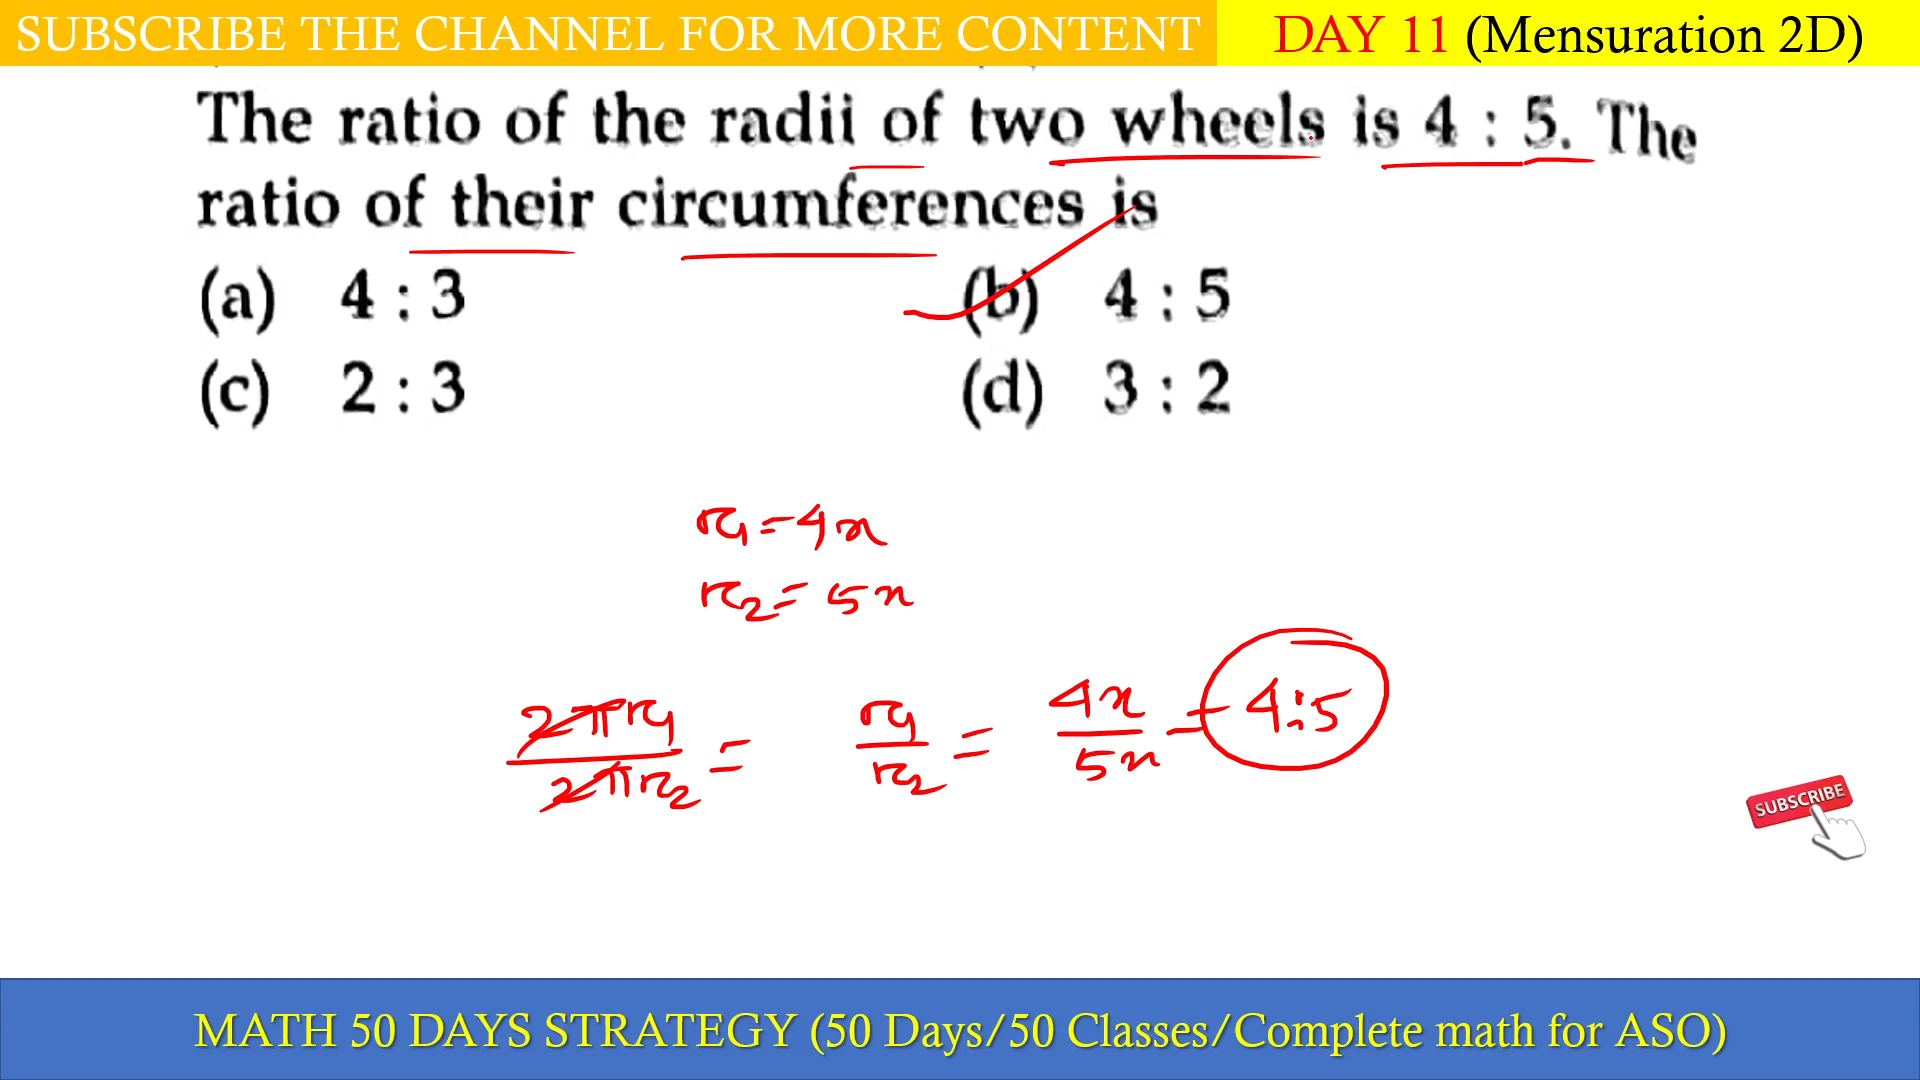 SUBSCRIBE THE CHANNEL FOR MORE CONTENT
DAY 11 (Mensuration 2D)
The ratio of the radii of two wheels is 4 : 5. The
ratio of their circumferences is
(a) 4 : 3 (b) 4 : 5
(c) 2 : 3 (d) 3 : 2
r1 = 4x
r2 = 5x
2πr1/2πr2 = r1/r2 = 4x/5x = 4:5
SUBSCRIBE
MATH 50 DAYS STRATEGY (50 Days/50 Classes/Complete math for ASO)